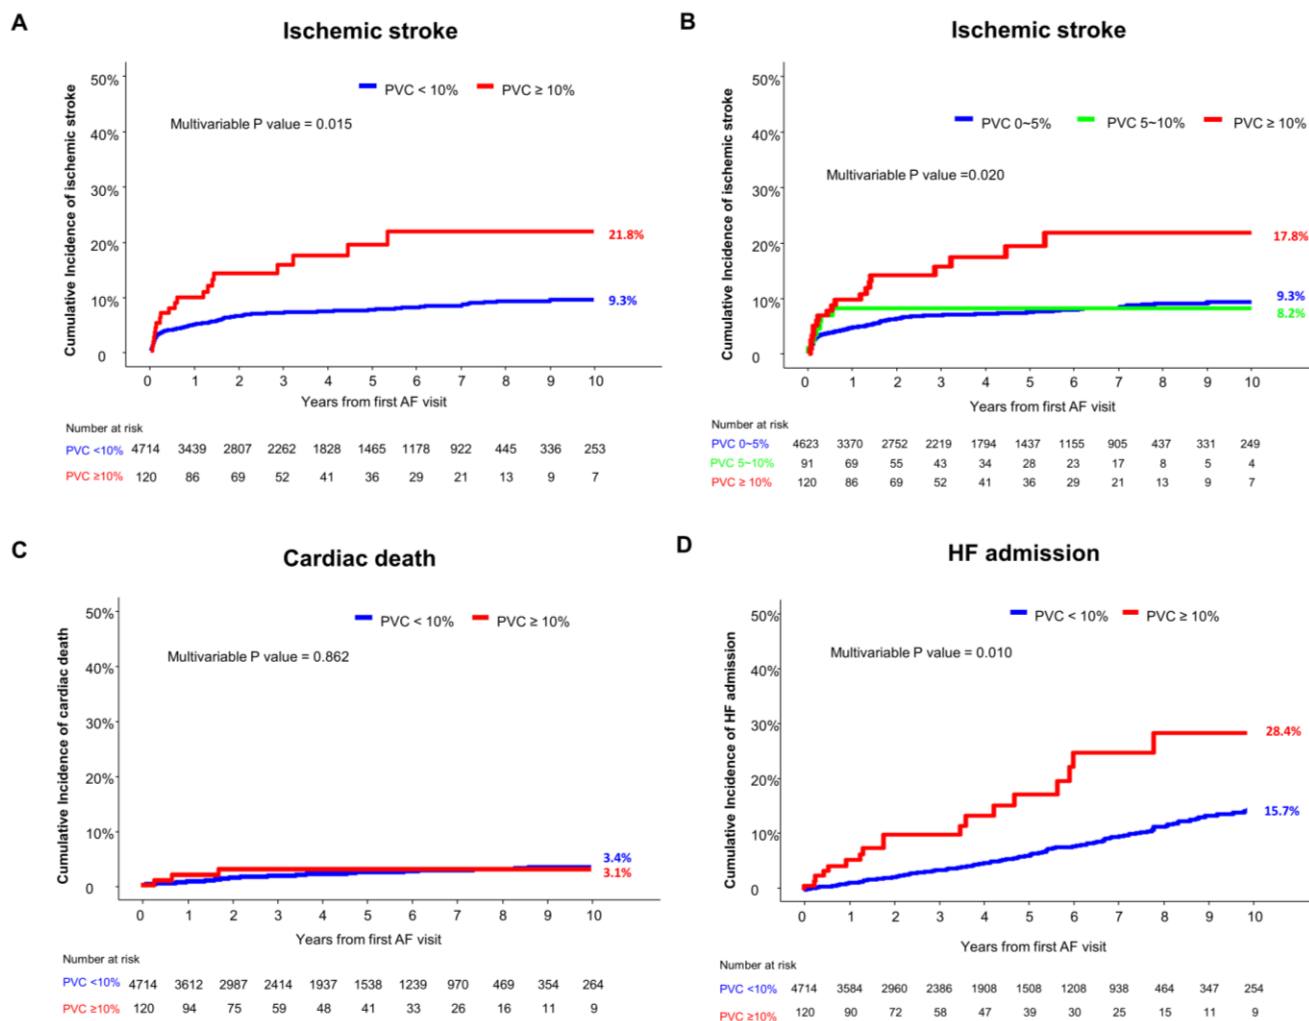 A
Ischemic stroke
Cumulative Incidence of ischemic stroke
50%
40%
30%
20%
10%
0
PVC < 10% PVC ≥ 10%
Multivariable P value = 0.015
21.8%
9.3%
0 1 2 3 4 5 6 7 8 9 10
Years from first AF visit
Number at risk
PVC <10% 4714 3439 2807 2262 1828 1465 1178 922 445 336 253
PVC ≥10% 120 86 69 52 41 36 29 21 13 9 7
B
Ischemic stroke
Cumulative Incidence of ischemic stroke
50%
40%
30%
20%
10%
0
PVC 0~5% PVC 5~10% PVC ≥ 10%
Multivariable P value =0.020
17.8%
9.3%
8.2%
0 1 2 3 4 5 6 7 8 9 10
Years from first AF visit
Number at risk
PVC 0~5% 4623 3370 2752 2219 1794 1437 1155 905 437 331 249
PVC 5~10% 91 69 55 43 34 28 23 17 8 5 4
PVC ≥ 10% 120 86 69 52 41 36 29 21 13 9 7
C
Cardiac death
Cumulative Incidence of cardiac death
50%
40%
30%
20%
10%
0
PVC < 10% PVC ≥ 10%
Multivariable P value = 0.862
3.4%
3.1%
0 1 2 3 4 5 6 7 8 9 10
Years from first AF visit
Number at risk
PVC <10% 4714 3612 2987 2414 1937 1538 1239 970 469 354 264
PVC ≥10% 120 94 75 59 48 41 33 26 16 11 9
D
HF admission
Cumulative Incidence of HF admission
50%
40%
30%
20%
10%
0
PVC < 10% PVC ≥ 10%
Multivariable P value = 0.010
28.4%
15.7%
0 1 2 3 4 5 6 7 8 9 10
Years from first AF visit
Number at risk
PVC <10% 4714 3584 2960 2386 1908 1508 1208 938 464 347 254
PVC ≥10% 120 90 72 58 47 39 30 25 15 11 9